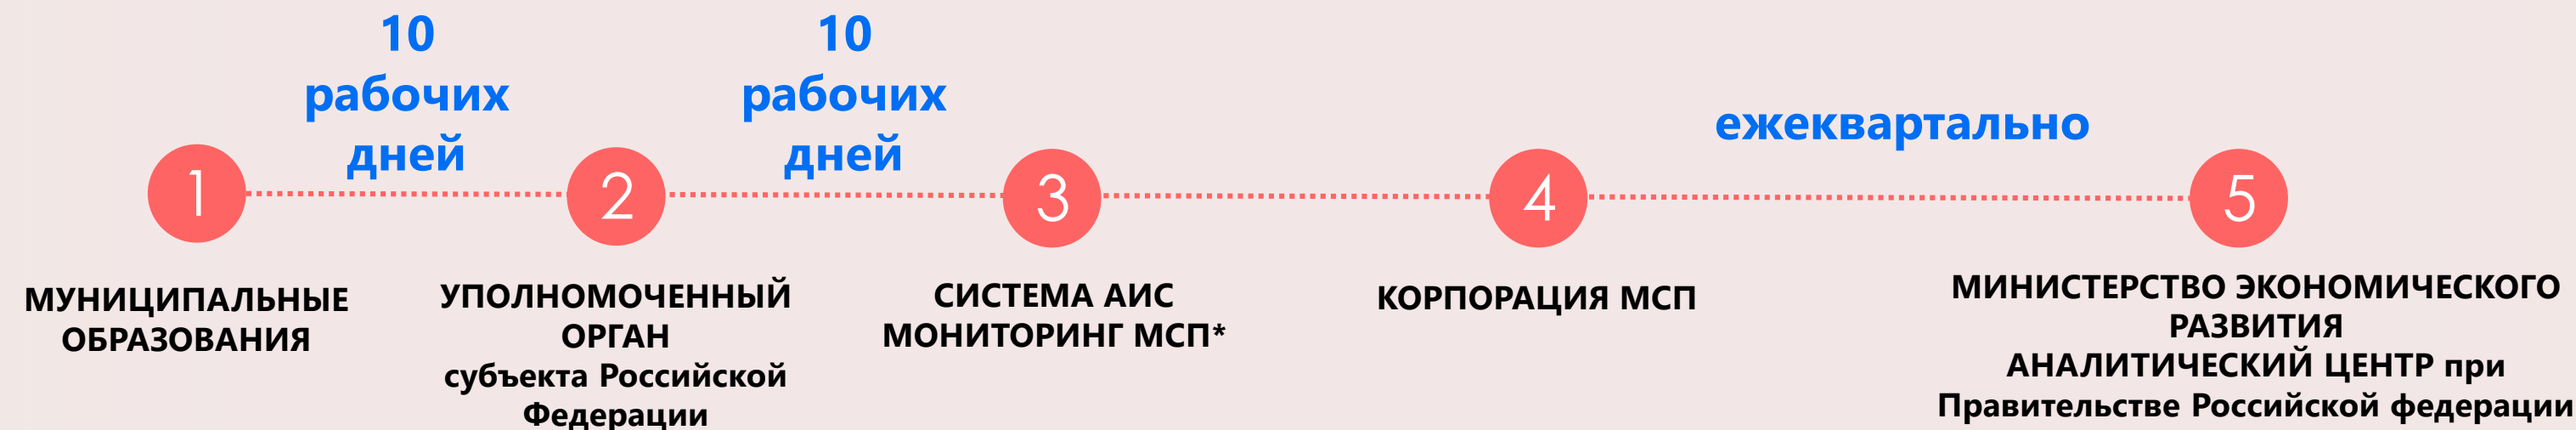 10
рабочих
дней
10
рабочих
дней
ежеквартально
1
2
3
4
5
МУНИЦИПАЛЬНЫЕ
ОБРАЗОВАНИЯ
УПОЛНОМОЧЕННЫЙ
ОРГАН
субъекта Российской
Федерации
СИСТЕМА АИС
МОНИТОРИНГ МСП*
КОРПОРАЦИЯ МСП
МИНИСТЕРСТВО ЭКОНОМИЧЕСКОГО
РАЗВИТИЯ
АНАЛИТИЧЕСКИЙ ЦЕНТР при
Правительстве Российской федерации